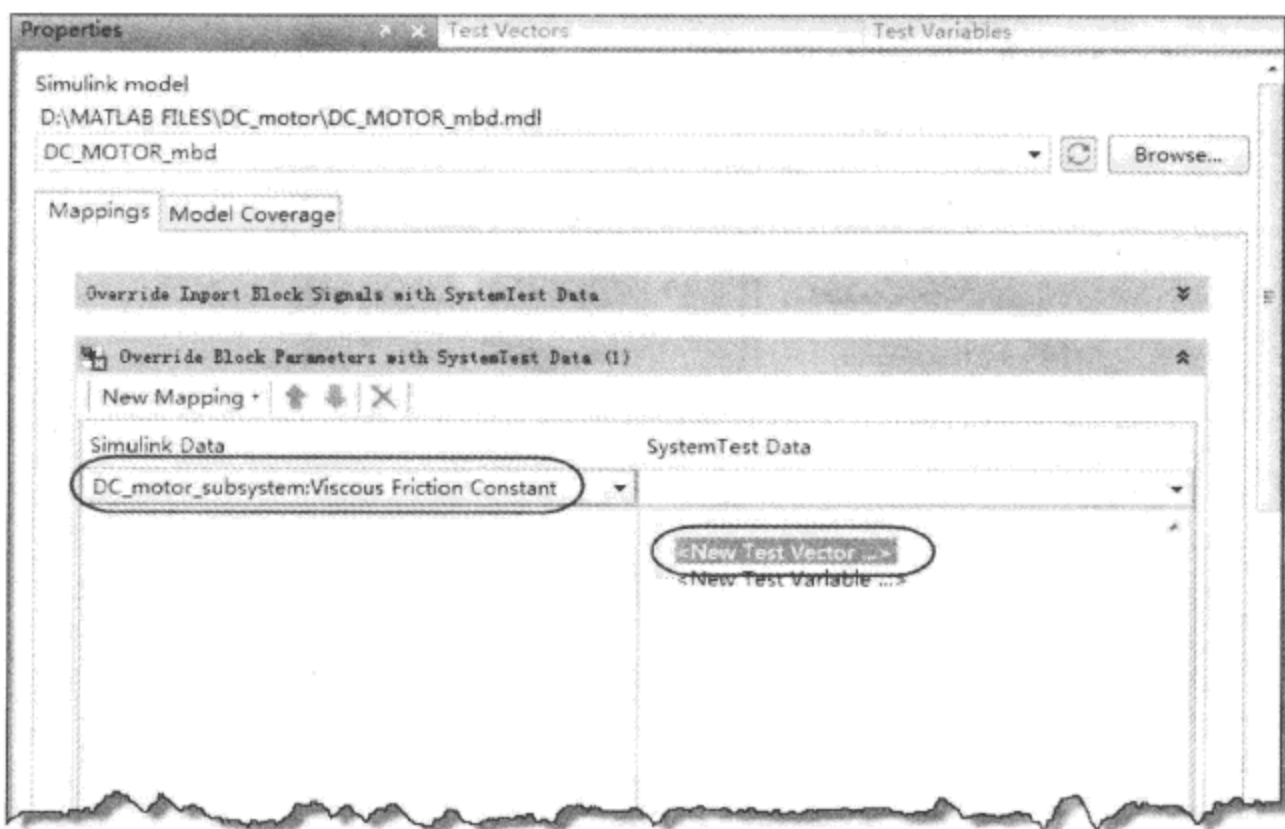 Properties Test Vectors Test Variables
Simulink model
D:\MATLAB FILES\DC_motor\DC_MOTOR_mbd.mdl
DC_MOTOR_mbd Browse...
Mappings Model Coverage
Override Inport Block Signals with SystemTest Data
Override Block Parameters with SystemTest Data (1)
New Mapping
Simulink Data SystemTest Data
DC_motor_subsystem:Viscous Friction Constant
<New Test Vector ...>
<New Test Variable ...>